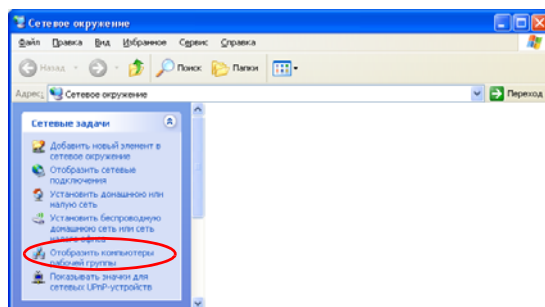 Сетевое окружение
Файл Правка Вид Избранное Сервис Справка
Назад Поиск Папки
Адрес: Сетевое окружение Переход
Сетевые задачи
Добавить новый элемент в
сетевое окружение
Отобразить сетевые
подключения
Установить домашнюю или
малую сеть
Установить беспроводную
домашнюю сеть или сеть
малого офиса
Отобразить компьютеры
рабочей группы
Показывать значки для
сетевых UPnP-устройств